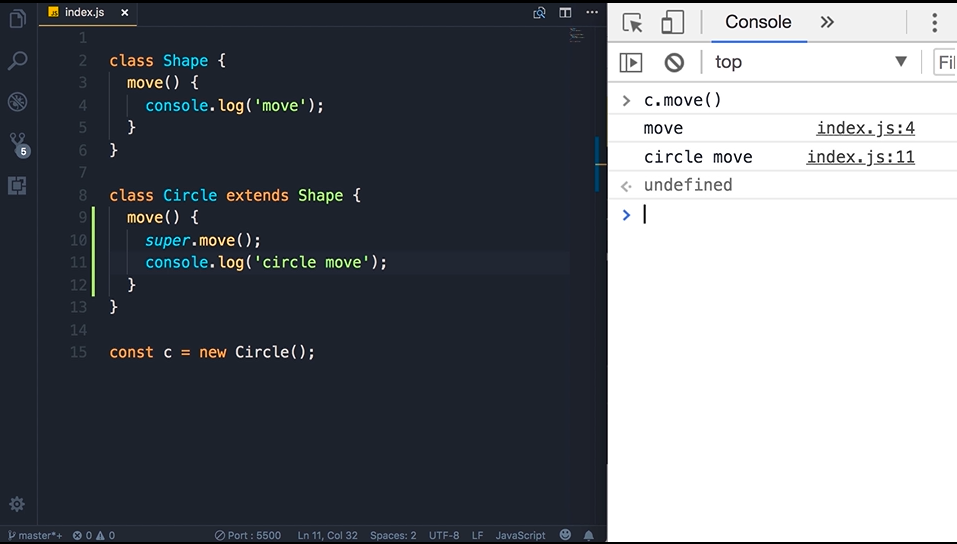 index.js ×
1
2 class Shape {
3   move() {
4     console.log('move');
5   }
6 }
7
8 class Circle extends Shape {
9   move() {
10     super.move();
11     console.log('circle move');
12   }
13 }
14
15 const c = new Circle();
5
master*+ 0 0 Port : 5500 Ln 11, Col 32 Spaces: 2 UTF-8 LF JavaScript
Console »
top ▼ Fil
> c.move()
move index.js:4
circle move index.js:11
undefined
>